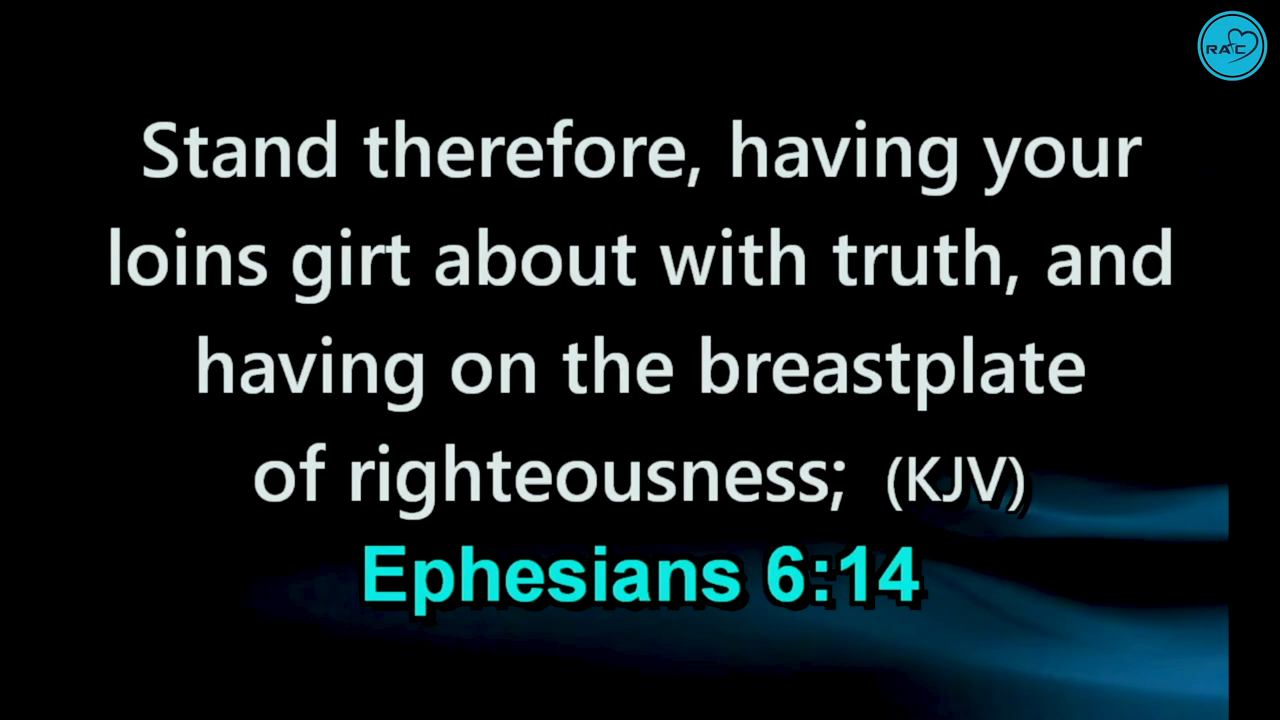 RAFC
Stand therefore, having your
loins girt about with truth, and
having on the breastplate
of righteousness; (KJV)
Ephesians 6:14